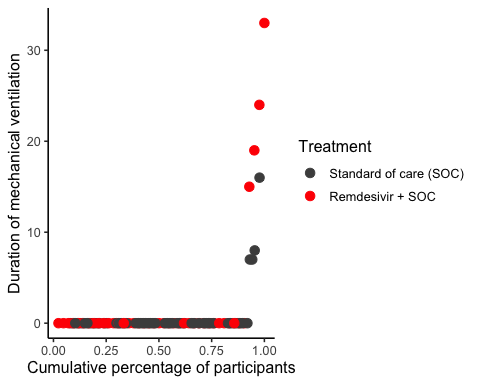 Duration of mechanical ventilation
30
20
10
0
0.00 0.25 0.50 0.75 1.00
Cumulative percentage of participants
Treatment
Standard of care (SOC)
Remdesivir + SOC